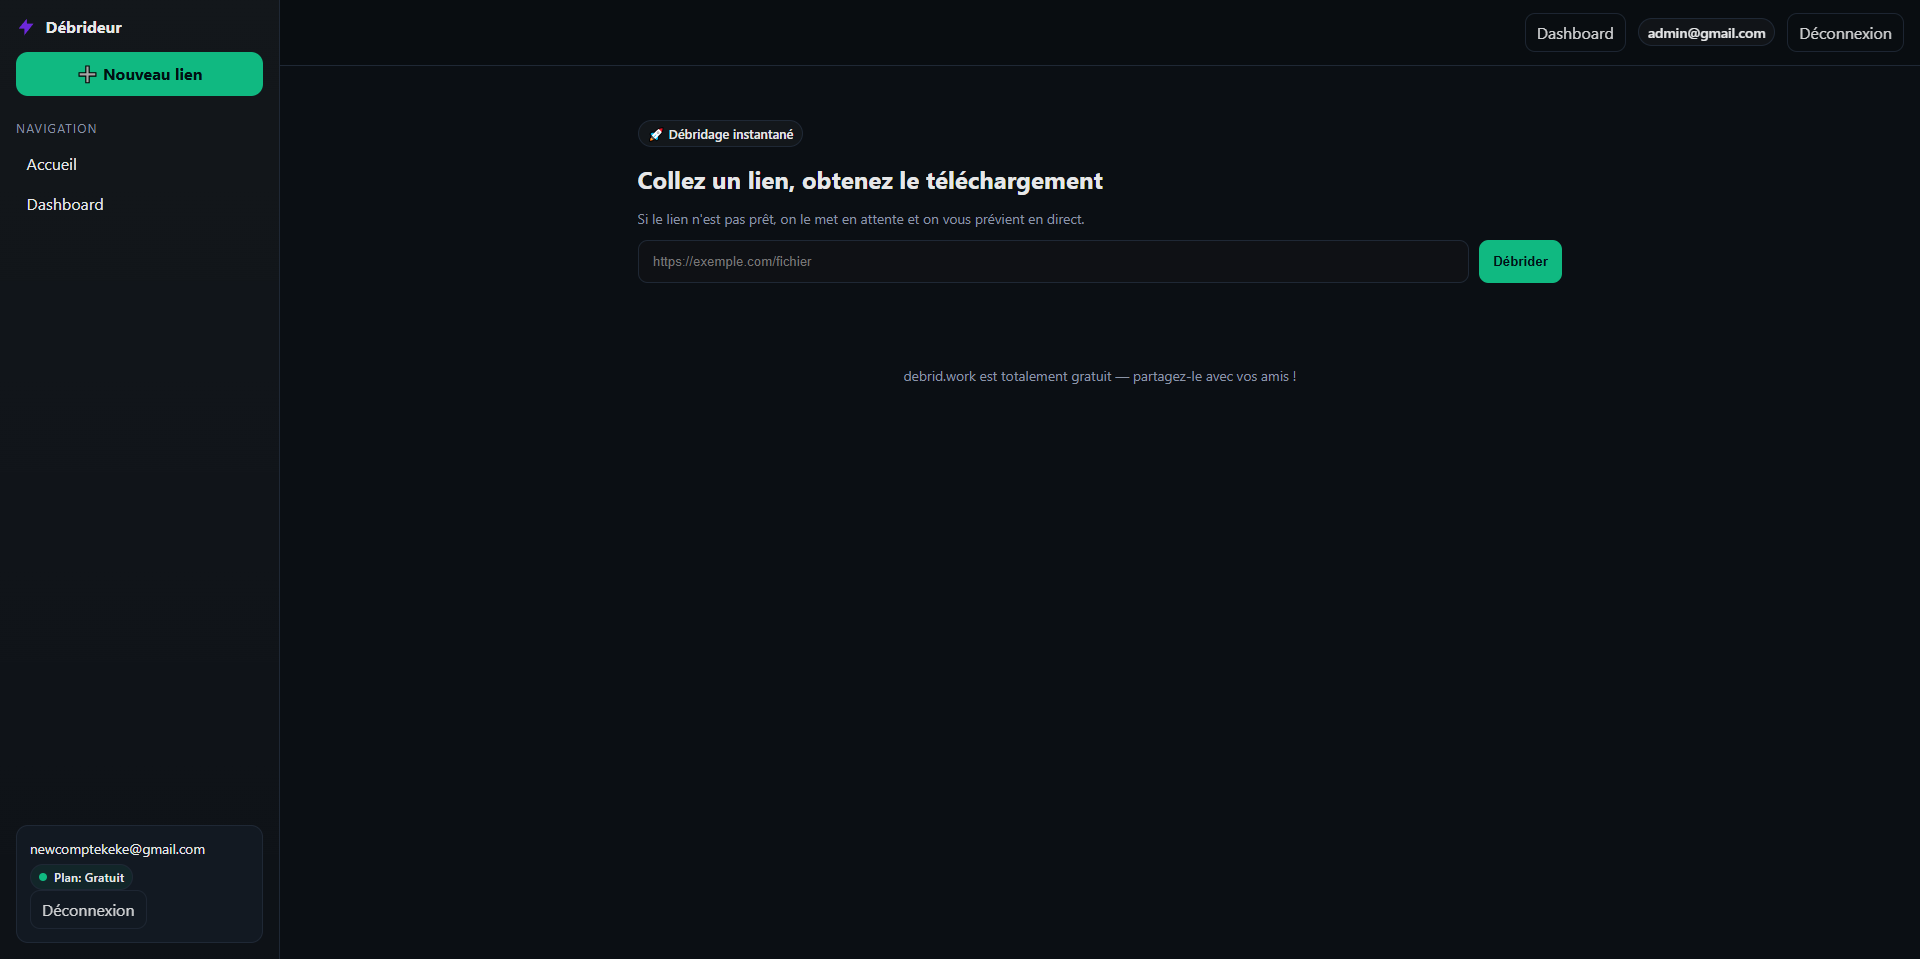 Débrideur
➕ Nouveau lien
NAVIGATION
Accueil
Dashboard
Dashboard
admin@gmail.com
Déconnexion
🚀 Débridage instantané
Collez un lien, obtenez le téléchargement
Si le lien n'est pas prêt, on le met en attente et on vous prévient en direct.
https://exemple.com/fichier
Débrider
debrid.work est totalement gratuit — partagez-le avec vos amis !
newcomptekeke@gmail.com
Plan: Gratuit
Déconnexion